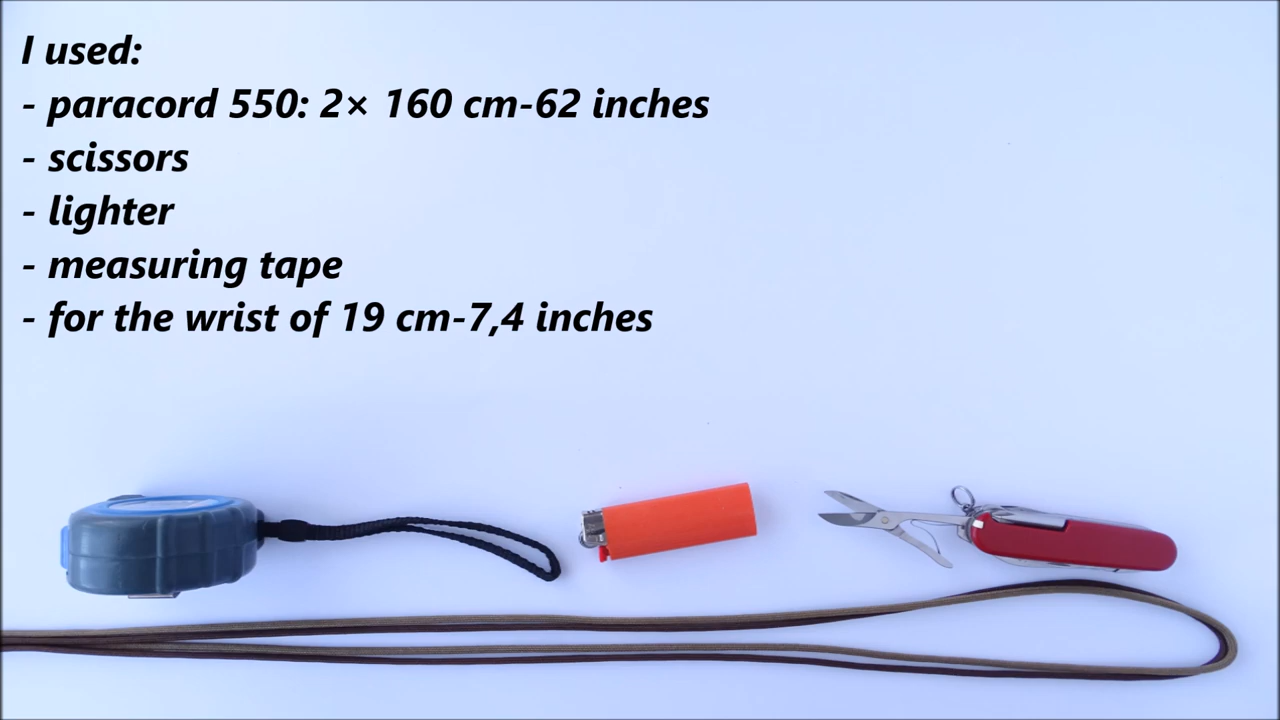 I used:
- paracord 550: 2× 160 cm-62 inches
- scissors
- lighter
- measuring tape
- for the wrist of 19 cm-7,4 inches